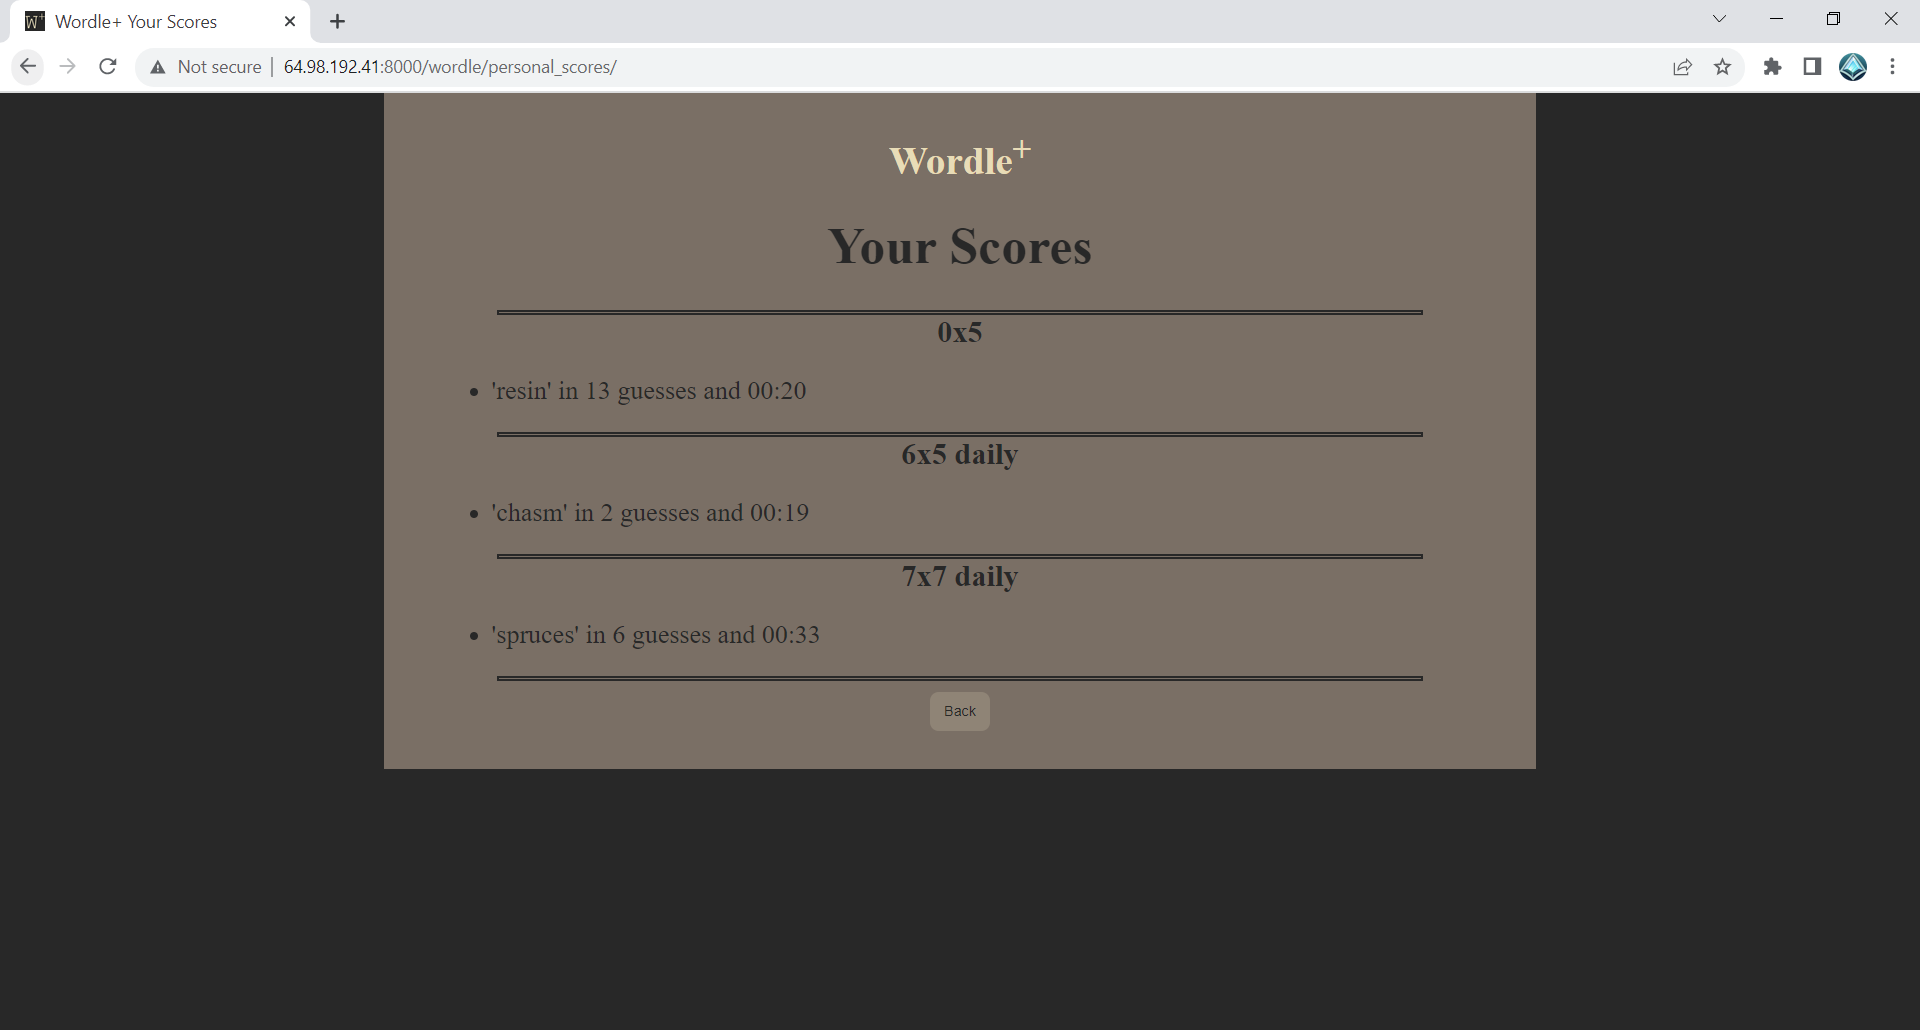 W+ Wordle+ Your Scores
Not secure | 64.98.192.41:8000/wordle/personal_scores/
Wordle+
Your Scores
0x5
• 'resin' in 13 guesses and 00:20
6x5 daily
• 'chasm' in 2 guesses and 00:19
7x7 daily
• 'spruces' in 6 guesses and 00:33
Back